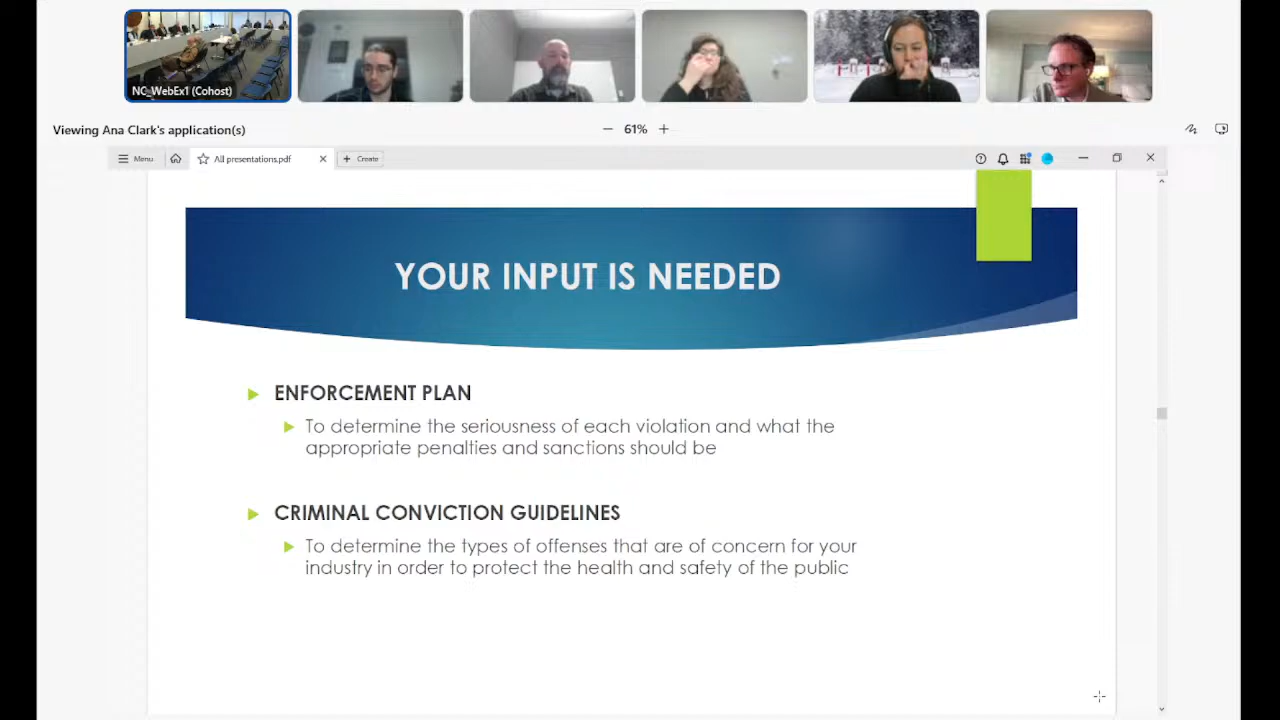 NC_WebEx1 (Cohost)
Viewing Ana Clark's application(s)
61%
Menu
All presentations.pdf
Create
YOUR INPUT IS NEEDED
ENFORCEMENT PLAN
To determine the seriousness of each violation and what the
appropriate penalties and sanctions should be
CRIMINAL CONVICTION GUIDELINES
To determine the types of offenses that are of concern for your
industry in order to protect the health and safety of the public